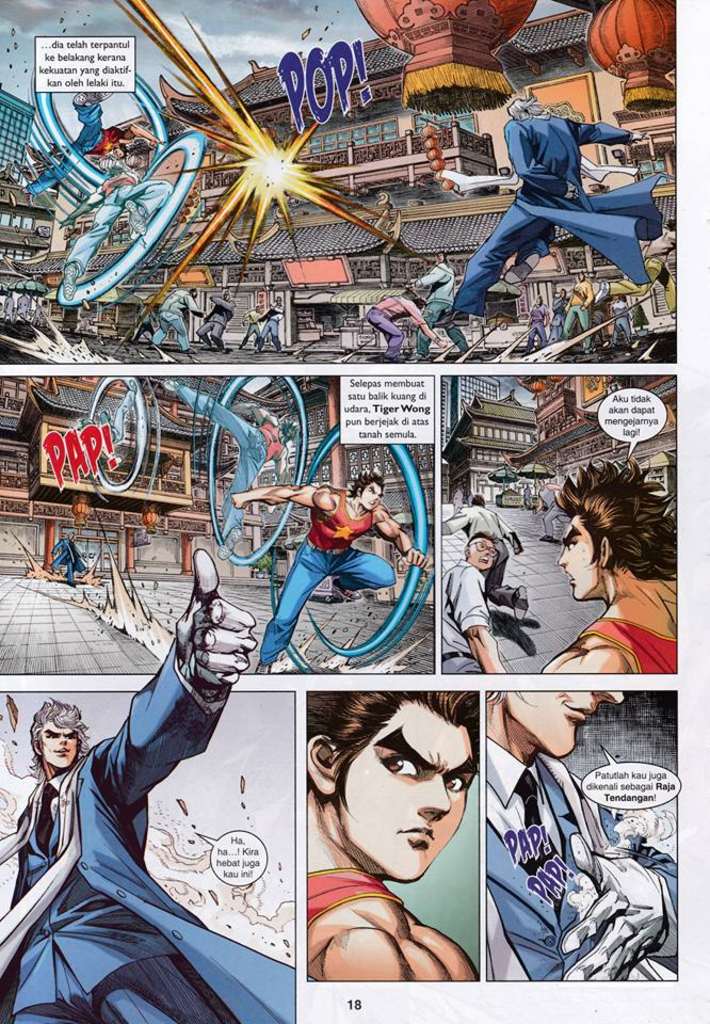 ...dia telah terpantul
ke belakang kerana
kekuatan yang diaktif-
kan oleh lelaki itu.
POP!
PAP!
Selepas membuat
satu balik kuang di
udara, Tiger Wong
pun berjejak di atas
tanah semula.
Aku tidak
akan dapat
mengejarnya
lagi!
Ha,
ha...! Kira
hebat juga
kau ini!
Patutlah kau juga
dikenali sebagai Raja
Tendangan!
PAP!
PAP!
18